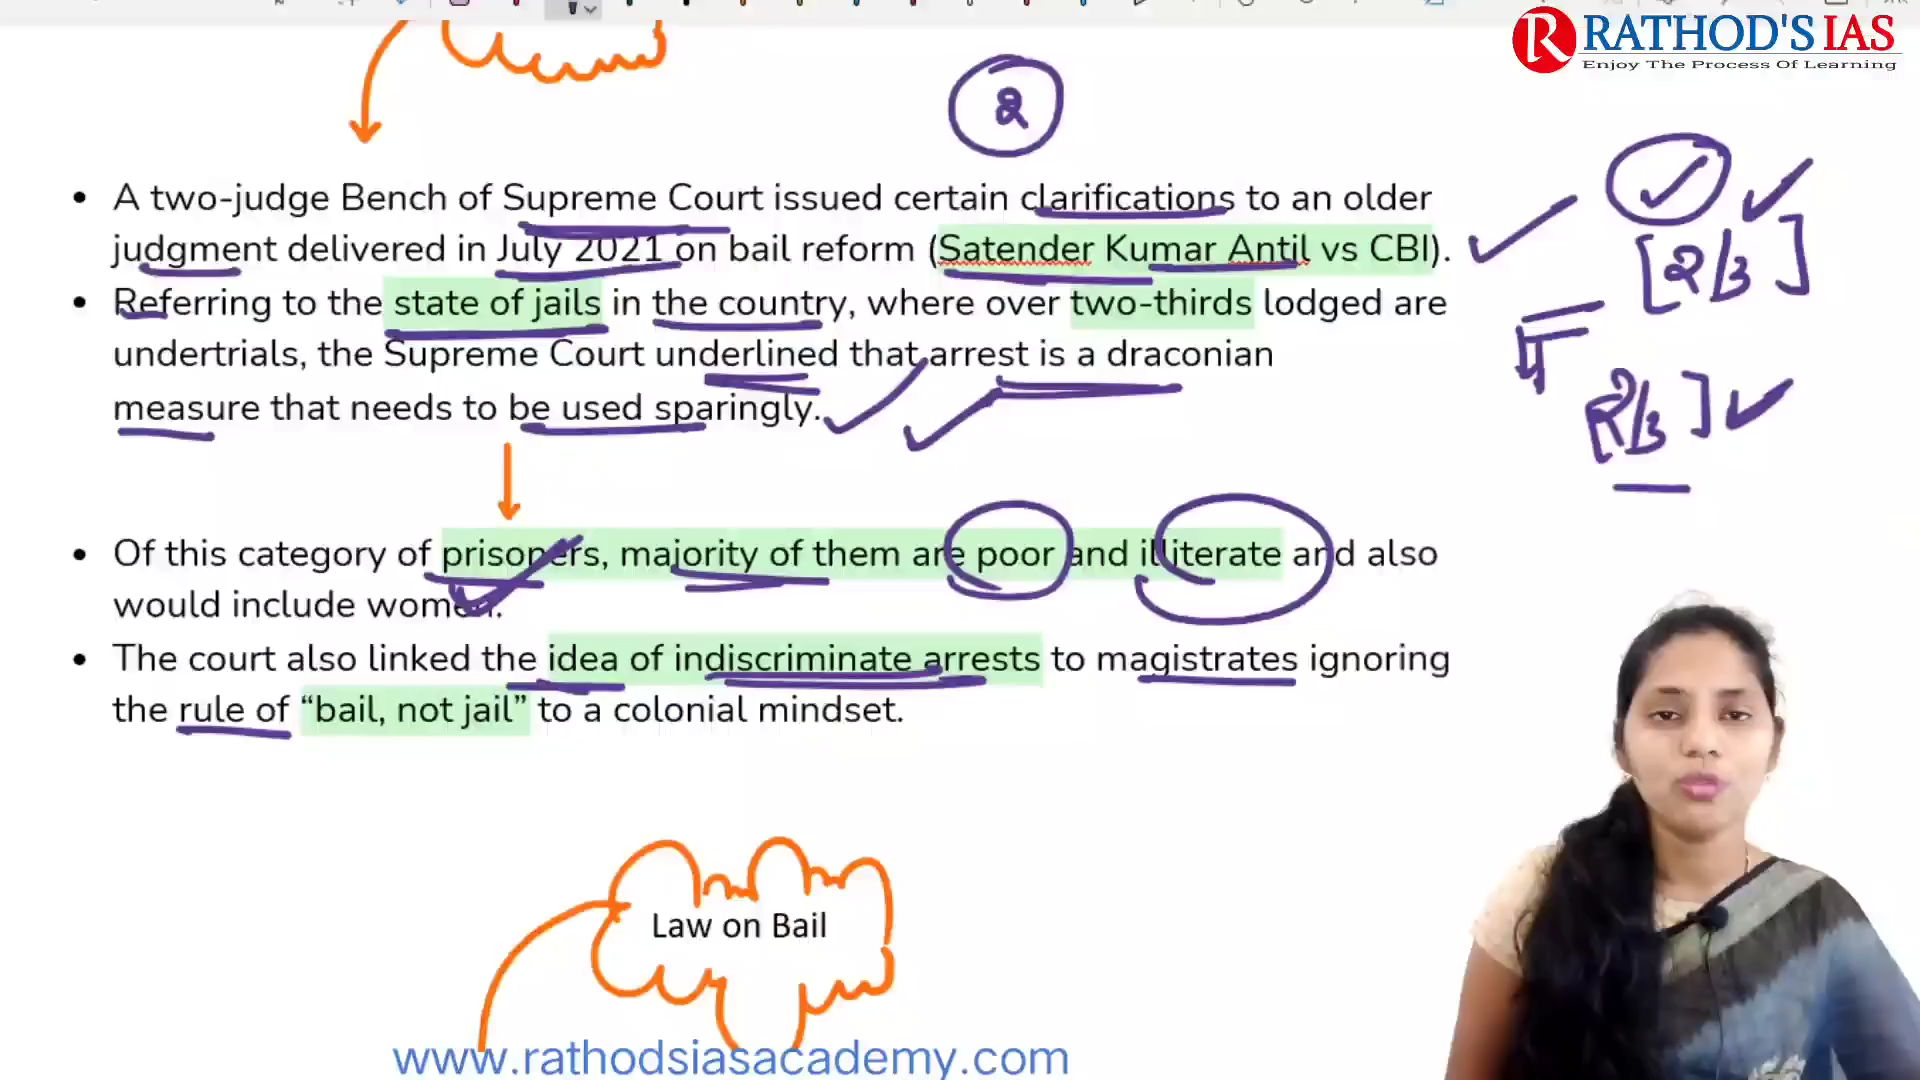 RATHOD'S IAS
Enjoy The Process Of Learning
2
• A two-judge Bench of Supreme Court issued certain clarifications to an older
judgment delivered in July 2021 on bail reform (Satender Kumar Antil vs CBI).
[2/3]
• Referring to the state of jails in the country, where over two-thirds lodged are
undertrials, the Supreme Court underlined that arrest is a draconian
measure that needs to be used sparingly.
[2/3]
• Of this category of prisoners, majority of them are poor and illiterate and also
would include women.
• The court also linked the idea of indiscriminate arrests to magistrates ignoring
the rule of “bail, not jail” to a colonial mindset.
Law on Bail
www.rathodsiasacademy.com